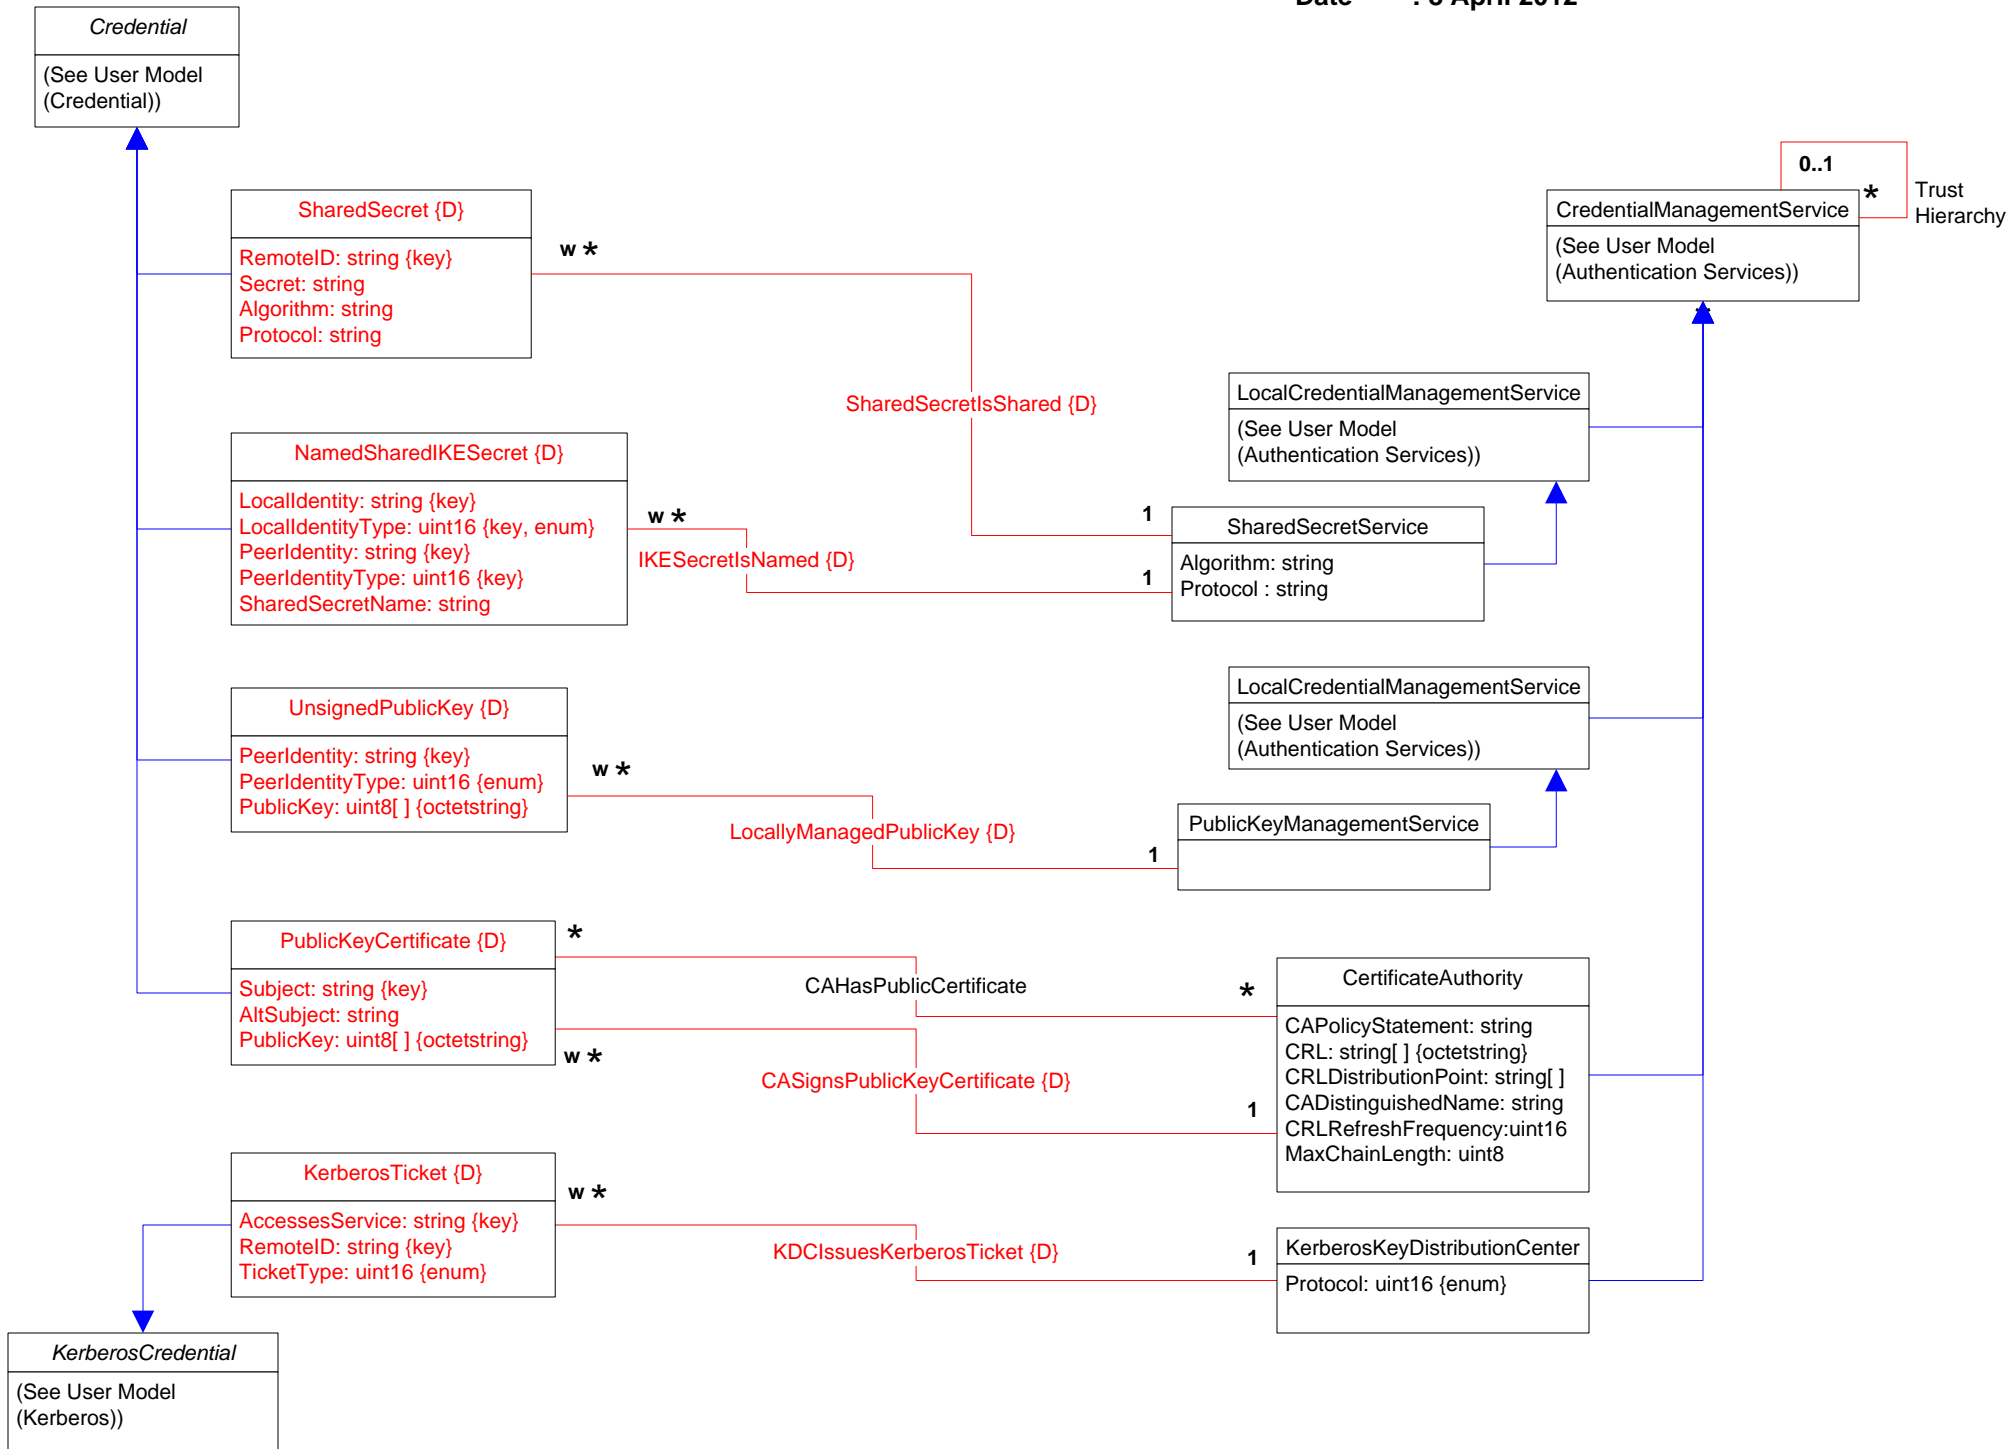 Date : 3 April 2012
Credential
(See User Model
(Credential))
SharedSecret {D}
RemoteID: string {key}
Secret: string
Algorithm: string
Protocol: string
w *
SharedSecretIsShared {D}
0..1
*
Trust
Hierarchy
CredentialManagementService
(See User Model
(Authentication Services))
*
LocalCredentialManagementService
(See User Model
(Authentication Services))
NamedSharedIKESecret {D}
LocalIdentity: string {key}
LocalIdentityType: uint16 {key, enum}
PeerIdentity: string {key}
PeerIdentityType: uint16 {key}
SharedSecretName: string
w *
IKESecretIsNamed {D}
1
1
SharedSecretService
Algorithm: string
Protocol : string
UnsignedPublicKey {D}
PeerIdentity: string {key}
PeerIdentityType: uint16 {enum}
PublicKey: uint8[ ] {octetstring}
w *
LocallyManagedPublicKey {D}
1
LocalCredentialManagementService
(See User Model
(Authentication Services))
PublicKeyManagementService
PublicKeyCertificate {D}
Subject: string {key}
AltSubject: string
PublicKey: uint8[ ] {octetstring}
*
CAHasPublicCertificate
*
w *
CASignsPublicKeyCertificate {D}
1
CertificateAuthority
CAPolicyStatement: string
CRL: string[ ] {octetstring}
CRLDistributionPoint: string[ ]
CADistinguishedName: string
CRLRefreshFrequency:uint16
MaxChainLength: uint8
KerberosTicket {D}
AccessesService: string {key}
RemoteID: string {key}
TicketType: uint16 {enum}
w *
KDCIssuesKerberosTicket {D}
1
KerberosKeyDistributionCenter
Protocol: uint16 {enum}
KerberosCredential
(See User Model
(Kerberos))